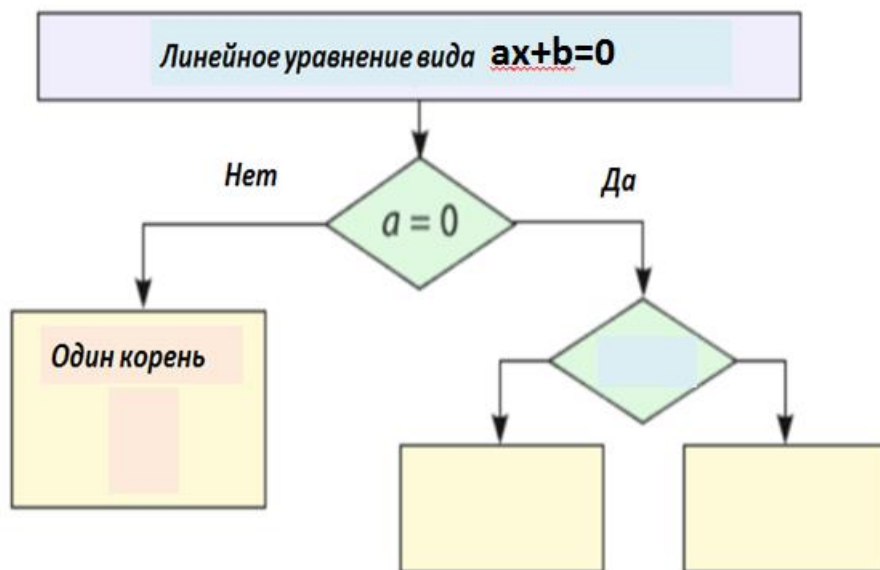 Линейное уравнение вида ax+b=0
Нет
Да
a = 0
Один корень